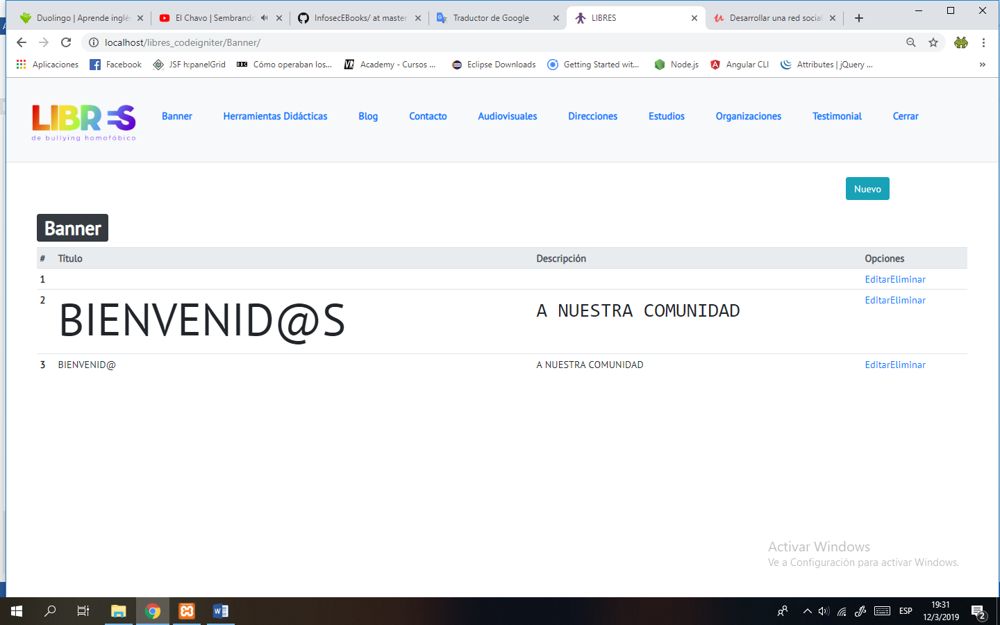 Duolingo | Aprende inglés
El Chavo | Sembrando
InfosecEBooks/ at master
Traductor de Google
LIBRES
Desarrollar una red social
localhost/libres_codeigniter/Banner/
Aplicaciones
Facebook
JSF h:panelGrid
BBC
Cómo operaban los...
Academy - Cursos ...
Eclipse Downloads
Getting Started wit...
Node.js
Angular CLI
Attributes | jQuery ...
»
LIBRES
de bullying homofóbico
Banner
Herramientas Didácticas
Blog
Contacto
Audiovisuales
Direcciones
Estudios
Organizaciones
Testimonial
Cerrar
Nuevo
Banner
# Título Descripción Opciones
1 EditarEliminar
2 BIENVENID@S A NUESTRA COMUNIDAD EditarEliminar
3 BIENVENID@ A NUESTRA COMUNIDAD EditarEliminar
Activar Windows
Ve a Configuración para activar Windows.
ESP
19:31
12/3/2019
2